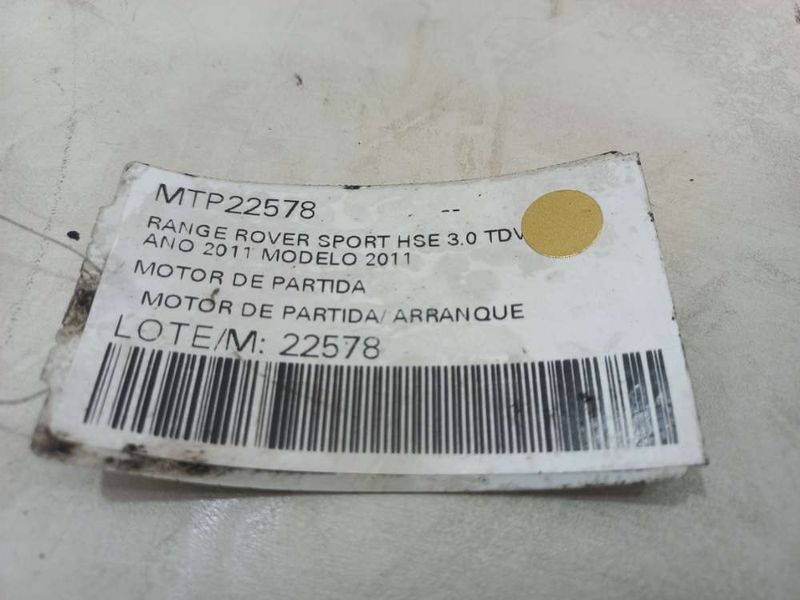 MTP22578 --
RANGE ROVER SPORT HSE 3.0 TDV
ANO 2011 MODELO 2011
MOTOR DE PARTIDA
MOTOR DE PARTIDA/ ARRANQUE
LOTE/M: 22578